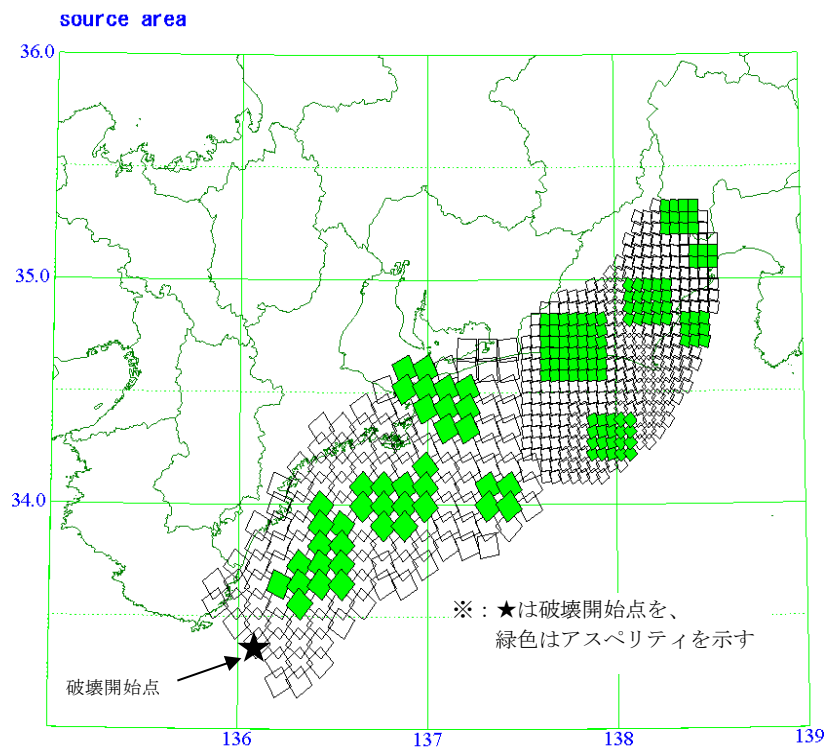 source area
36.0
35.0
34.0
※：★は破壊開始点を、
緑色はアスペリティを示す
破壊開始点
136
137
138
139